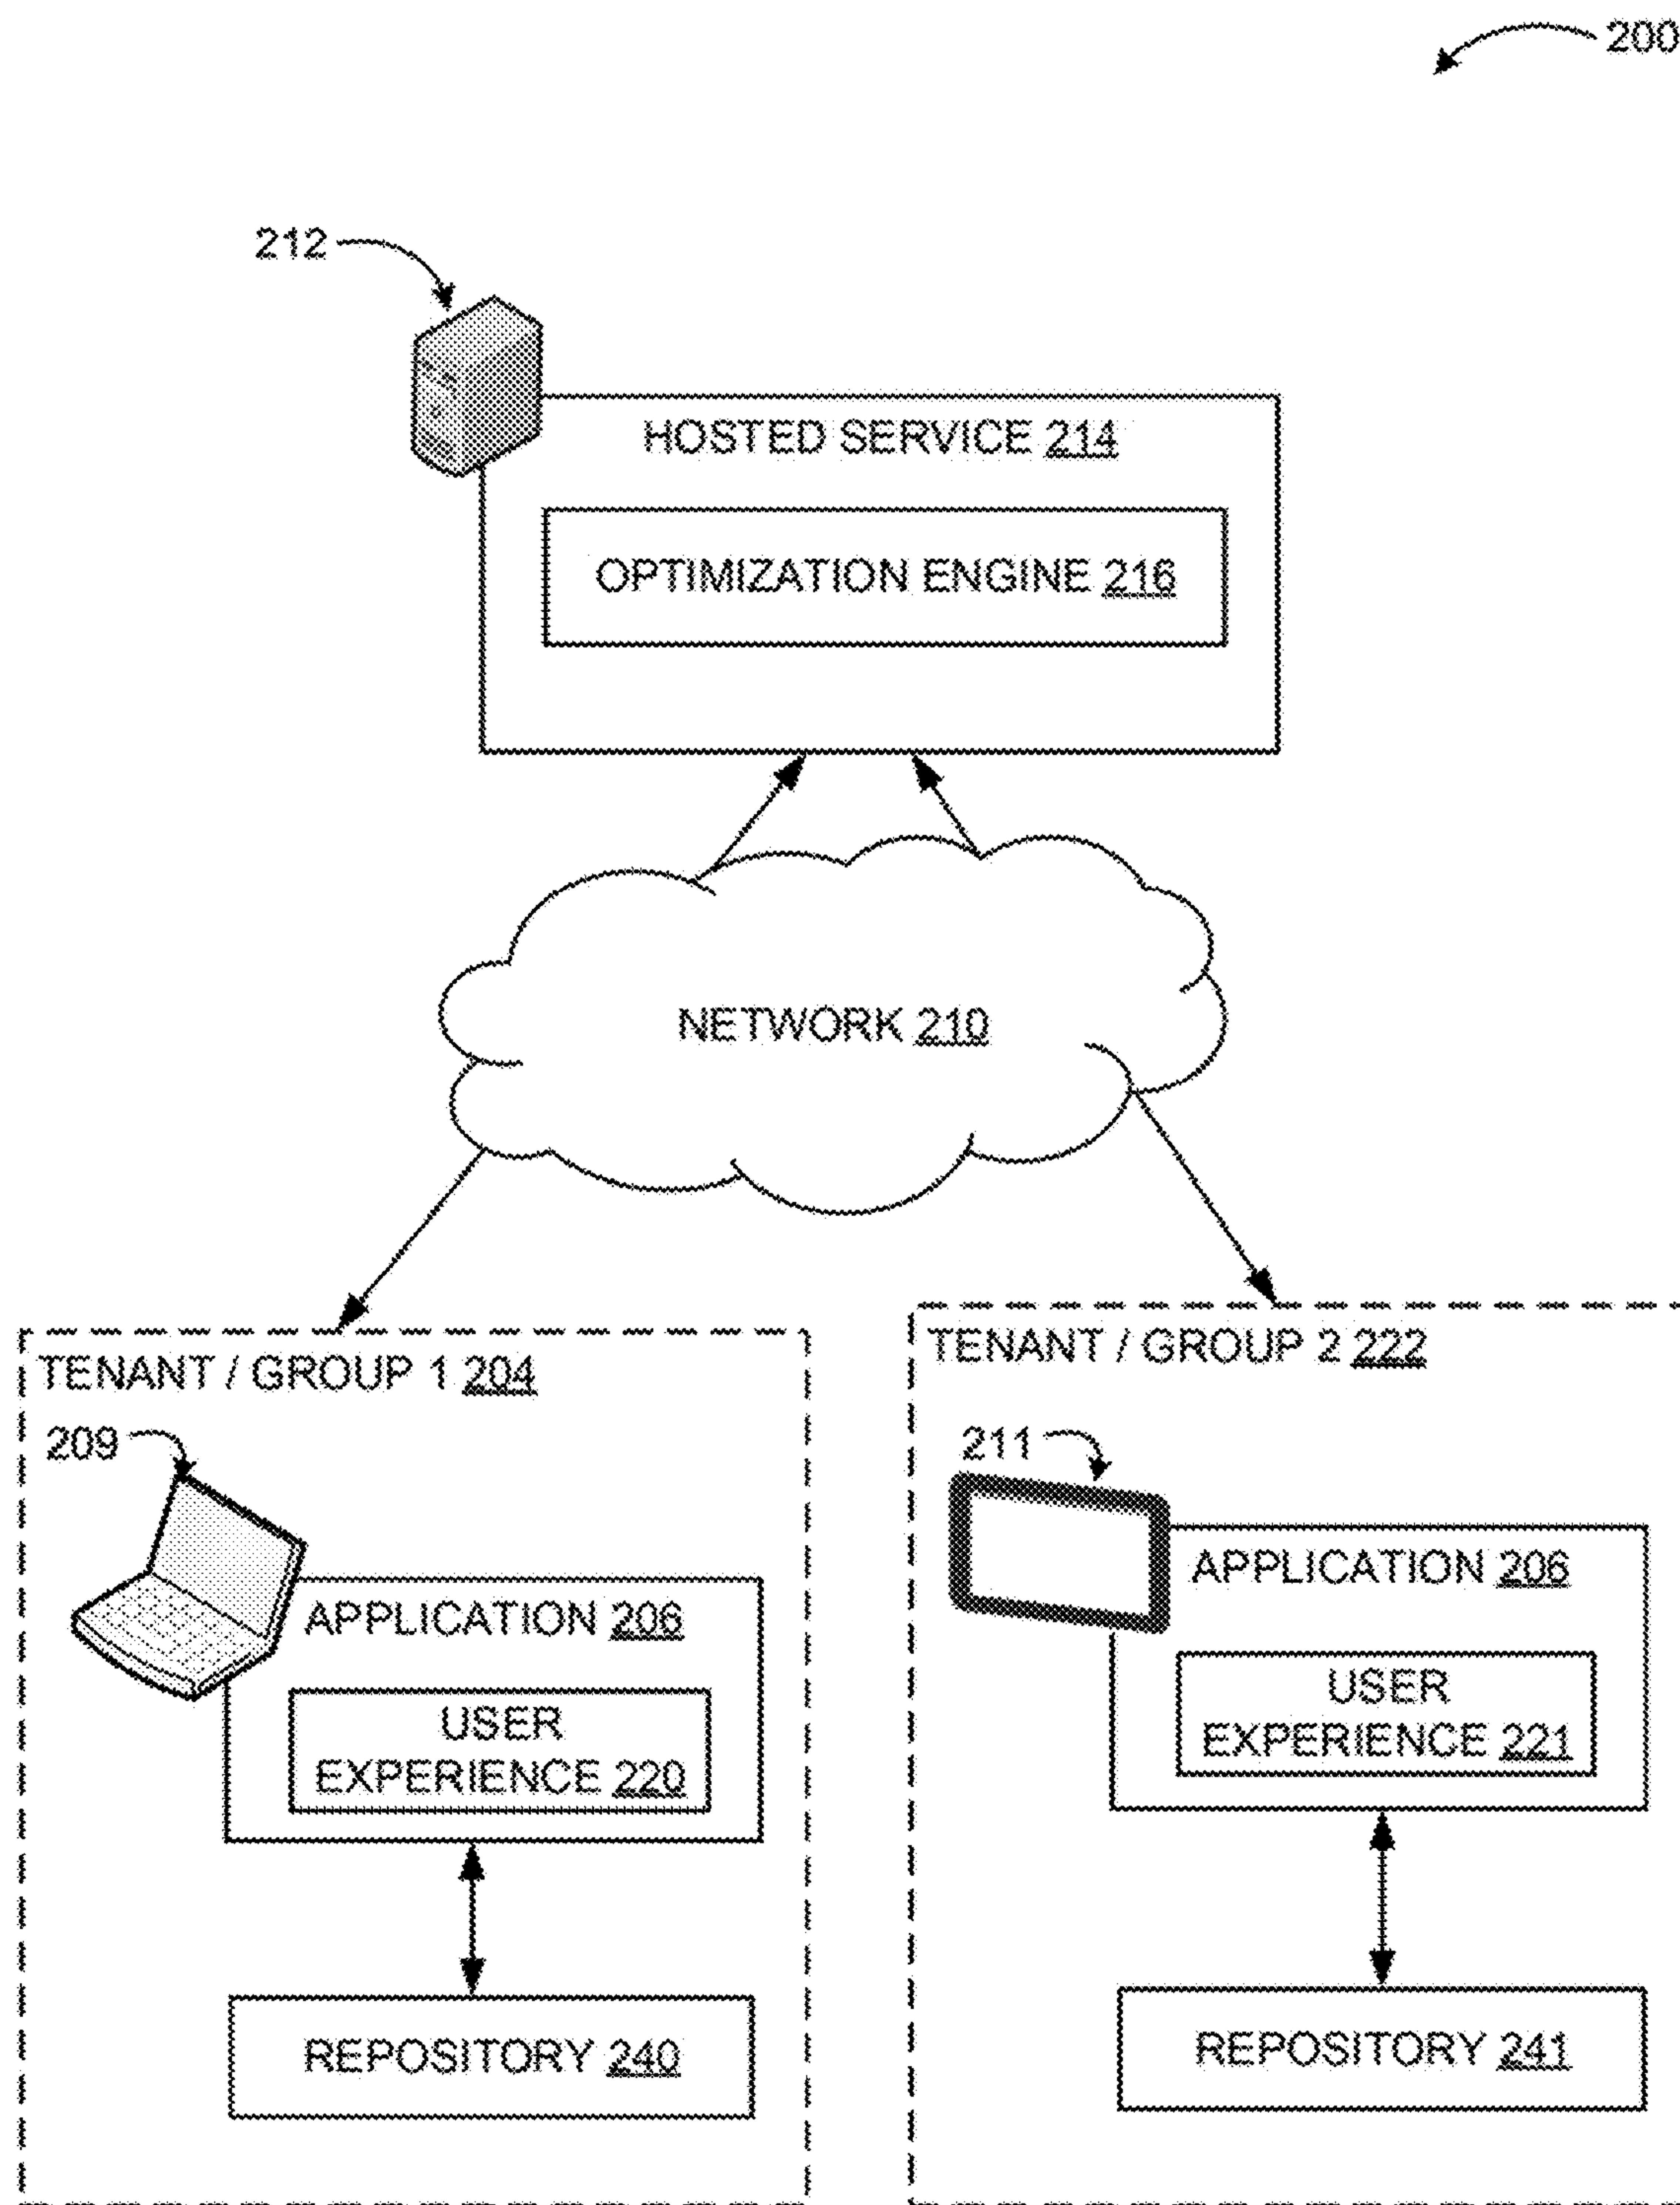 200
212
HOSTED SERVICE 214
OPTIMIZATION ENGINE 216
NETWORK 210
TENANT / GROUP 1 204
209
APPLICATION 206
USER
EXPERIENCE 220
REPOSITORY 240
TENANT / GROUP 2 222
211
APPLICATION 206
USER
EXPERIENCE 221
REPOSITORY 241